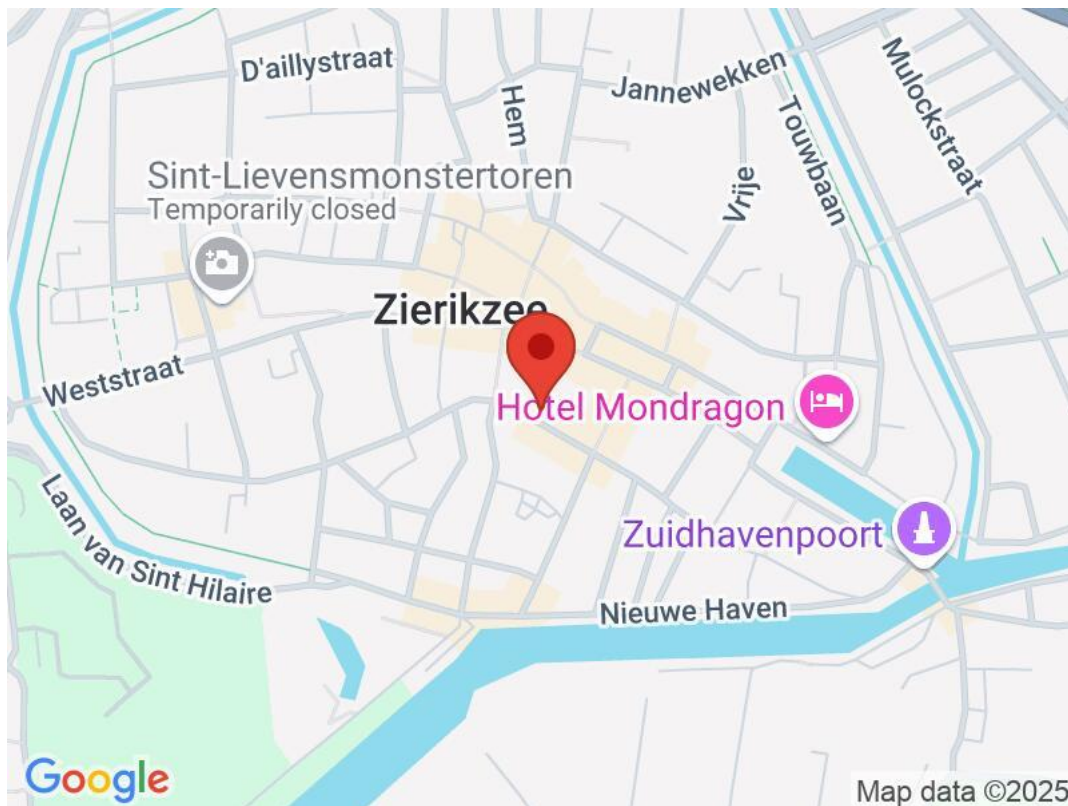 D'aillystraat
Jannewekken
Mulockstraat
Hem
Touwbaan
Sint-Lievensmonstertoren
Temporarily closed
Vrije
Zierikzee
Weststraat
Hotel Mondragon
Laan van Sint Hilaire
Zuidhavenpoort
Nieuwe Haven
Google
Map data ©2025